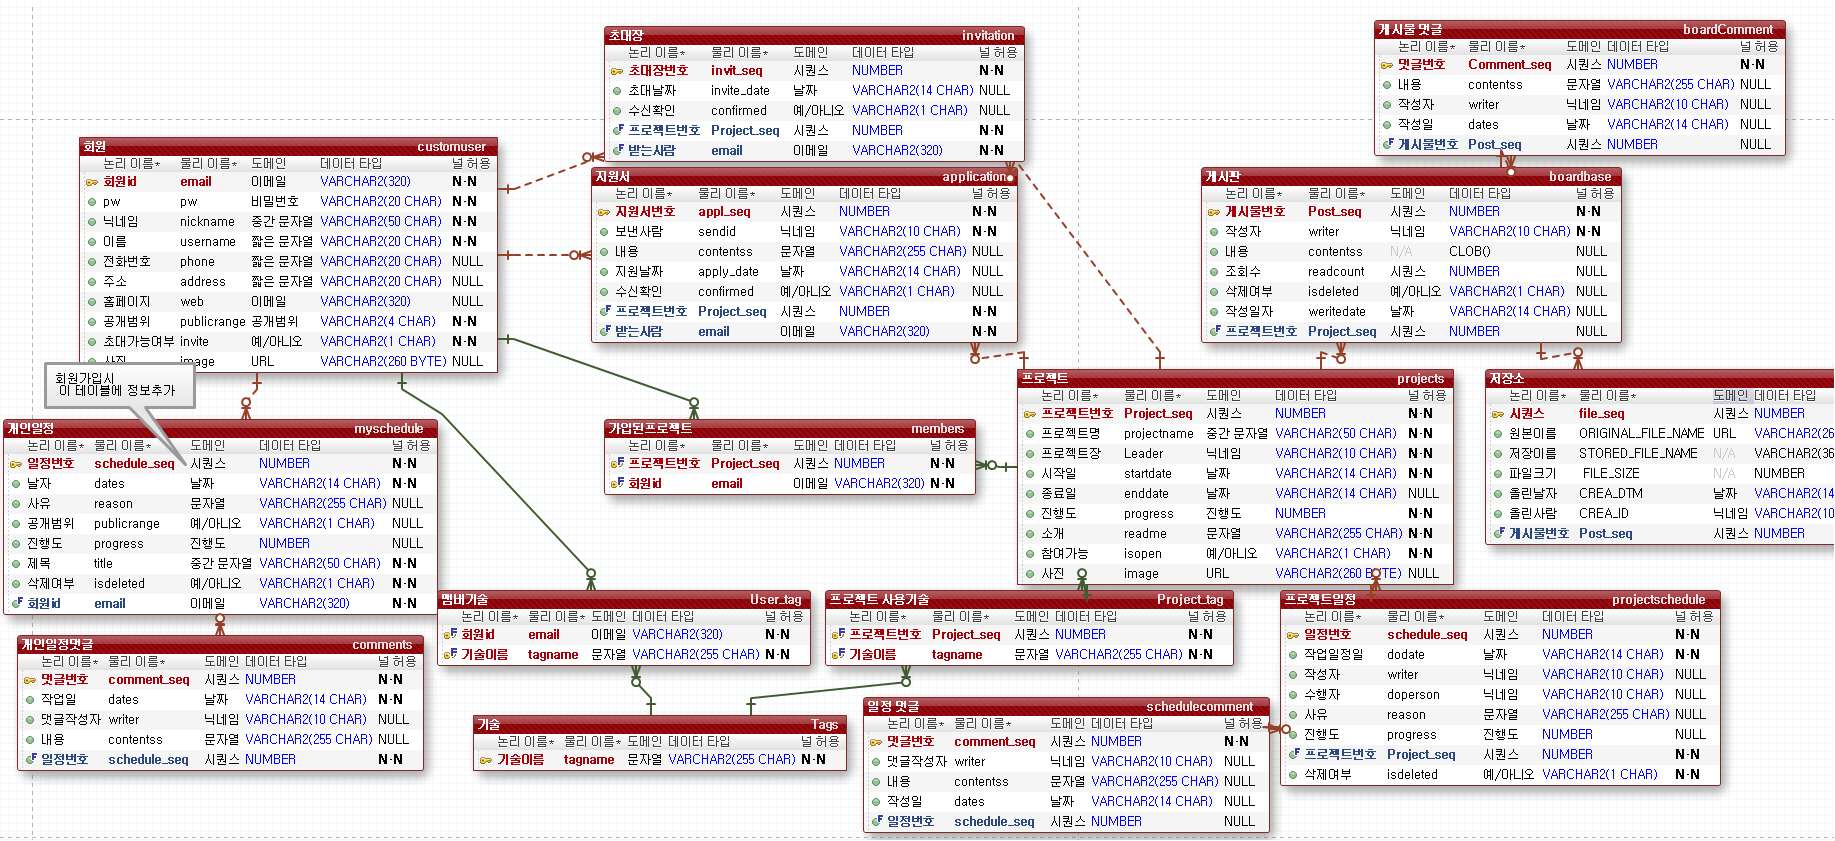 초대장 invitation
논리 이름* 물리 이름* 도메인 데이터 타입 널 허용
초대장번호 invit_seq 시퀀스 NUMBER N-N
초대날짜 invite_date 날짜 VARCHAR2(14 CHAR) NULL
수신확인 confirmed 예/아니오 VARCHAR2(1 CHAR) NULL
프로젝트번호 Project_seq 시퀀스 NUMBER N-N
받는사람 email 이메일 VARCHAR2(320) N-N
게시물 댓글 boardComment
논리 이름* 물리 이름* 도메인 데이터 타입 널 허용
댓글번호 Comment_seq 시퀀스 NUMBER N-N
내용 contentss 문자열 VARCHAR2(255 CHAR) NULL
작성자 writer 닉네임 VARCHAR2(10 CHAR) NULL
작성일 dates 날짜 VARCHAR2(14 CHAR) NULL
게시물번호 Post_seq 시퀀스 NUMBER NULL
회원 customuser
논리 이름* 물리 이름* 도메인 데이터 타입 널 허용
회원id email 이메일 VARCHAR2(320) N-N
pw pw 비밀번호 VARCHAR2(20 CHAR) N-N
닉네임 nickname 중간 문자열 VARCHAR2(50 CHAR) N-N
이름 username 짧은 문자열 VARCHAR2(20 CHAR) N-N
전화번호 phone 짧은 문자열 VARCHAR2(20 CHAR) NULL
주소 address 짧은 문자열 VARCHAR2(20 CHAR) NULL
홈페이지 web 이메일 VARCHAR2(320) NULL
공개범위 publicrange 공개범위 VARCHAR2(4 CHAR) N-N
초대가능여부 invite 예/아니오 VARCHAR2(1 CHAR) N-N
사진 image URL VARCHAR2(260 BYTE) NULL
지원서 application
논리 이름* 물리 이름* 도메인 데이터 타입 널 허용
지원서번호 appl_seq 시퀀스 NUMBER N-N
보낸사람 sendid 닉네임 VARCHAR2(10 CHAR) N-N
내용 contentss 문자열 VARCHAR2(255 CHAR) NULL
지원날짜 apply_date 날짜 VARCHAR2(14 CHAR) NULL
수신확인 confirmed 예/아니오 VARCHAR2(1 CHAR) NULL
프로젝트번호 Project_seq 시퀀스 NUMBER NULL
받는사람 email 이메일 VARCHAR2(320) NULL
게시판 boardbase
논리 이름* 물리 이름* 도메인 데이터 타입 널 허용
게시물번호 Post_seq 시퀀스 NUMBER N-N
작성자 writer 닉네임 VARCHAR2(10 CHAR) N-N
내용 contentss N/A CLOB() NULL
조회수 readcount 시퀀스 NUMBER NULL
삭제여부 isdeleted 예/아니오 VARCHAR2(1 CHAR) NULL
작성일자 weritedate 날짜 VARCHAR2(14 CHAR) NULL
프로젝트번호 Project_seq 시퀀스 NUMBER NULL
회원가입시
이 테이블에 정보추가
개인일정 myschedule
논리 이름* 물리 이름* 도메인 데이터 타입 널 허용
일정번호 schedule_seq 시퀀스 NUMBER N-N
날자 dates 날짜 VARCHAR2(14 CHAR) N-N
사유 reason 문자열 VARCHAR2(255 CHAR) NULL
공개범위 publicrange 예/아니오 VARCHAR2(1 CHAR) NULL
진행도 progress 진행도 NUMBER NULL
제목 title 중간 문자열 VARCHAR2(50 CHAR) N-N
삭제여부 isdeleted 예/아니오 VARCHAR2(1 CHAR) N-N
회원id email 이메일 VARCHAR2(320) N-N
가입된프로젝트 members
논리 이름* 물리 이름* 도메인 데이터 타입 널 허용
프로젝트번호 Project_seq 시퀀스 NUMBER N-N
회원id email 이메일 VARCHAR2(320) N-N
프로젝트 projects
논리 이름* 물리 이름* 도메인 데이터 타입 널 허용
프로젝트번호 Project_seq 시퀀스 NUMBER N-N
프로젝트명 projectname 중간 문자열 VARCHAR2(50 CHAR) N-N
프로젝트장 Leader 닉네임 VARCHAR2(10 CHAR) N-N
시작일 startdate 날짜 VARCHAR2(14 CHAR) N-N
종료일 enddate 날짜 VARCHAR2(14 CHAR) NULL
진행도 progress 진행도 NUMBER N-N
소개 readme 문자열 VARCHAR2(255 CHAR) N-N
참여가능 isopen 예/아니오 VARCHAR2(1 CHAR) N-N
사진 image URL VARCHAR2(260 BYTE) NULL
저장소
논리 이름* 물리 이름* 도메인 데이터 타입
시퀀스 file_seq 시퀀스 NUMBER
원본이름 ORIGINAL_FILE_NAME URL VARCHAR2(26
저장이름 STORED_FILE_NAME N/A VARCHAR2(36
파일크기 FILE_SIZE N/A NUMBER
올린날자 CREA_DTM 날짜 VARCHAR2(14
올린사람 CREA_ID 닉네임 VARCHAR2(10
게시물번호 Post_seq 시퀀스 NUMBER
개인일정댓글 comments
논리 이름* 물리 이름* 도메인 데이터 타입 널 허용
댓글번호 comment_seq 시퀀스 NUMBER N-N
작업일 dates 날짜 VARCHAR2(14 CHAR) N-N
댓글작성자 writer 닉네임 VARCHAR2(10 CHAR) NULL
내용 contentss 문자열 VARCHAR2(255 CHAR) NULL
일정번호 schedule_seq 시퀀스 NUMBER N-N
멤버기술 User_tag
논리 이름* 물리 이름* 도메인 데이터 타입 널 허용
회원id email 이메일 VARCHAR2(320) N-N
기술이름 tagname 문자열 VARCHAR2(255 CHAR) N-N
프로젝트 사용기술 Project_tag
논리 이름* 물리 이름* 도메인 데이터 타입 널 허용
프로젝트번호 Project_seq 시퀀스 NUMBER N-N
기술이름 tagname 문자열 VARCHAR2(255 CHAR) N-N
프로젝트일정 projectschedule
논리 이름* 물리 이름* 도메인 데이터 타입 널 허용
일정번호 schedule_seq 시퀀스 NUMBER N-N
작업일정일 dodate 날짜 VARCHAR2(14 CHAR) N-N
작성자 writer 닉네임 VARCHAR2(10 CHAR) NULL
수행자 doperson 닉네임 VARCHAR2(10 CHAR) N-N
사유 reason 문자열 VARCHAR2(255 CHAR) NULL
진행도 progress 진행도 NUMBER NULL
프로젝트번호 Project_seq 시퀀스 NUMBER N-N
삭제여부 isdeleted 예/아니오 VARCHAR2(1 CHAR) N-N
기술 Tags
논리 이름* 물리 이름* 도메인 데이터 타입 널 허용
기술이름 tagname 문자열 VARCHAR2(255 CHAR) N-N
일정 댓글 schedulecomment
논리 이름* 물리 이름* 도메인 데이터 타입 널 허용
댓글번호 comment_seq 시퀀스 NUMBER N-N
댓글작성자 writer 닉네임 VARCHAR2(10 CHAR) NULL
내용 contentss 문자열 VARCHAR2(255 CHAR) NULL
작성일 dates 날짜 VARCHAR2(14 CHAR) NULL
일정번호 schedule_seq 시퀀스 NUMBER NULL